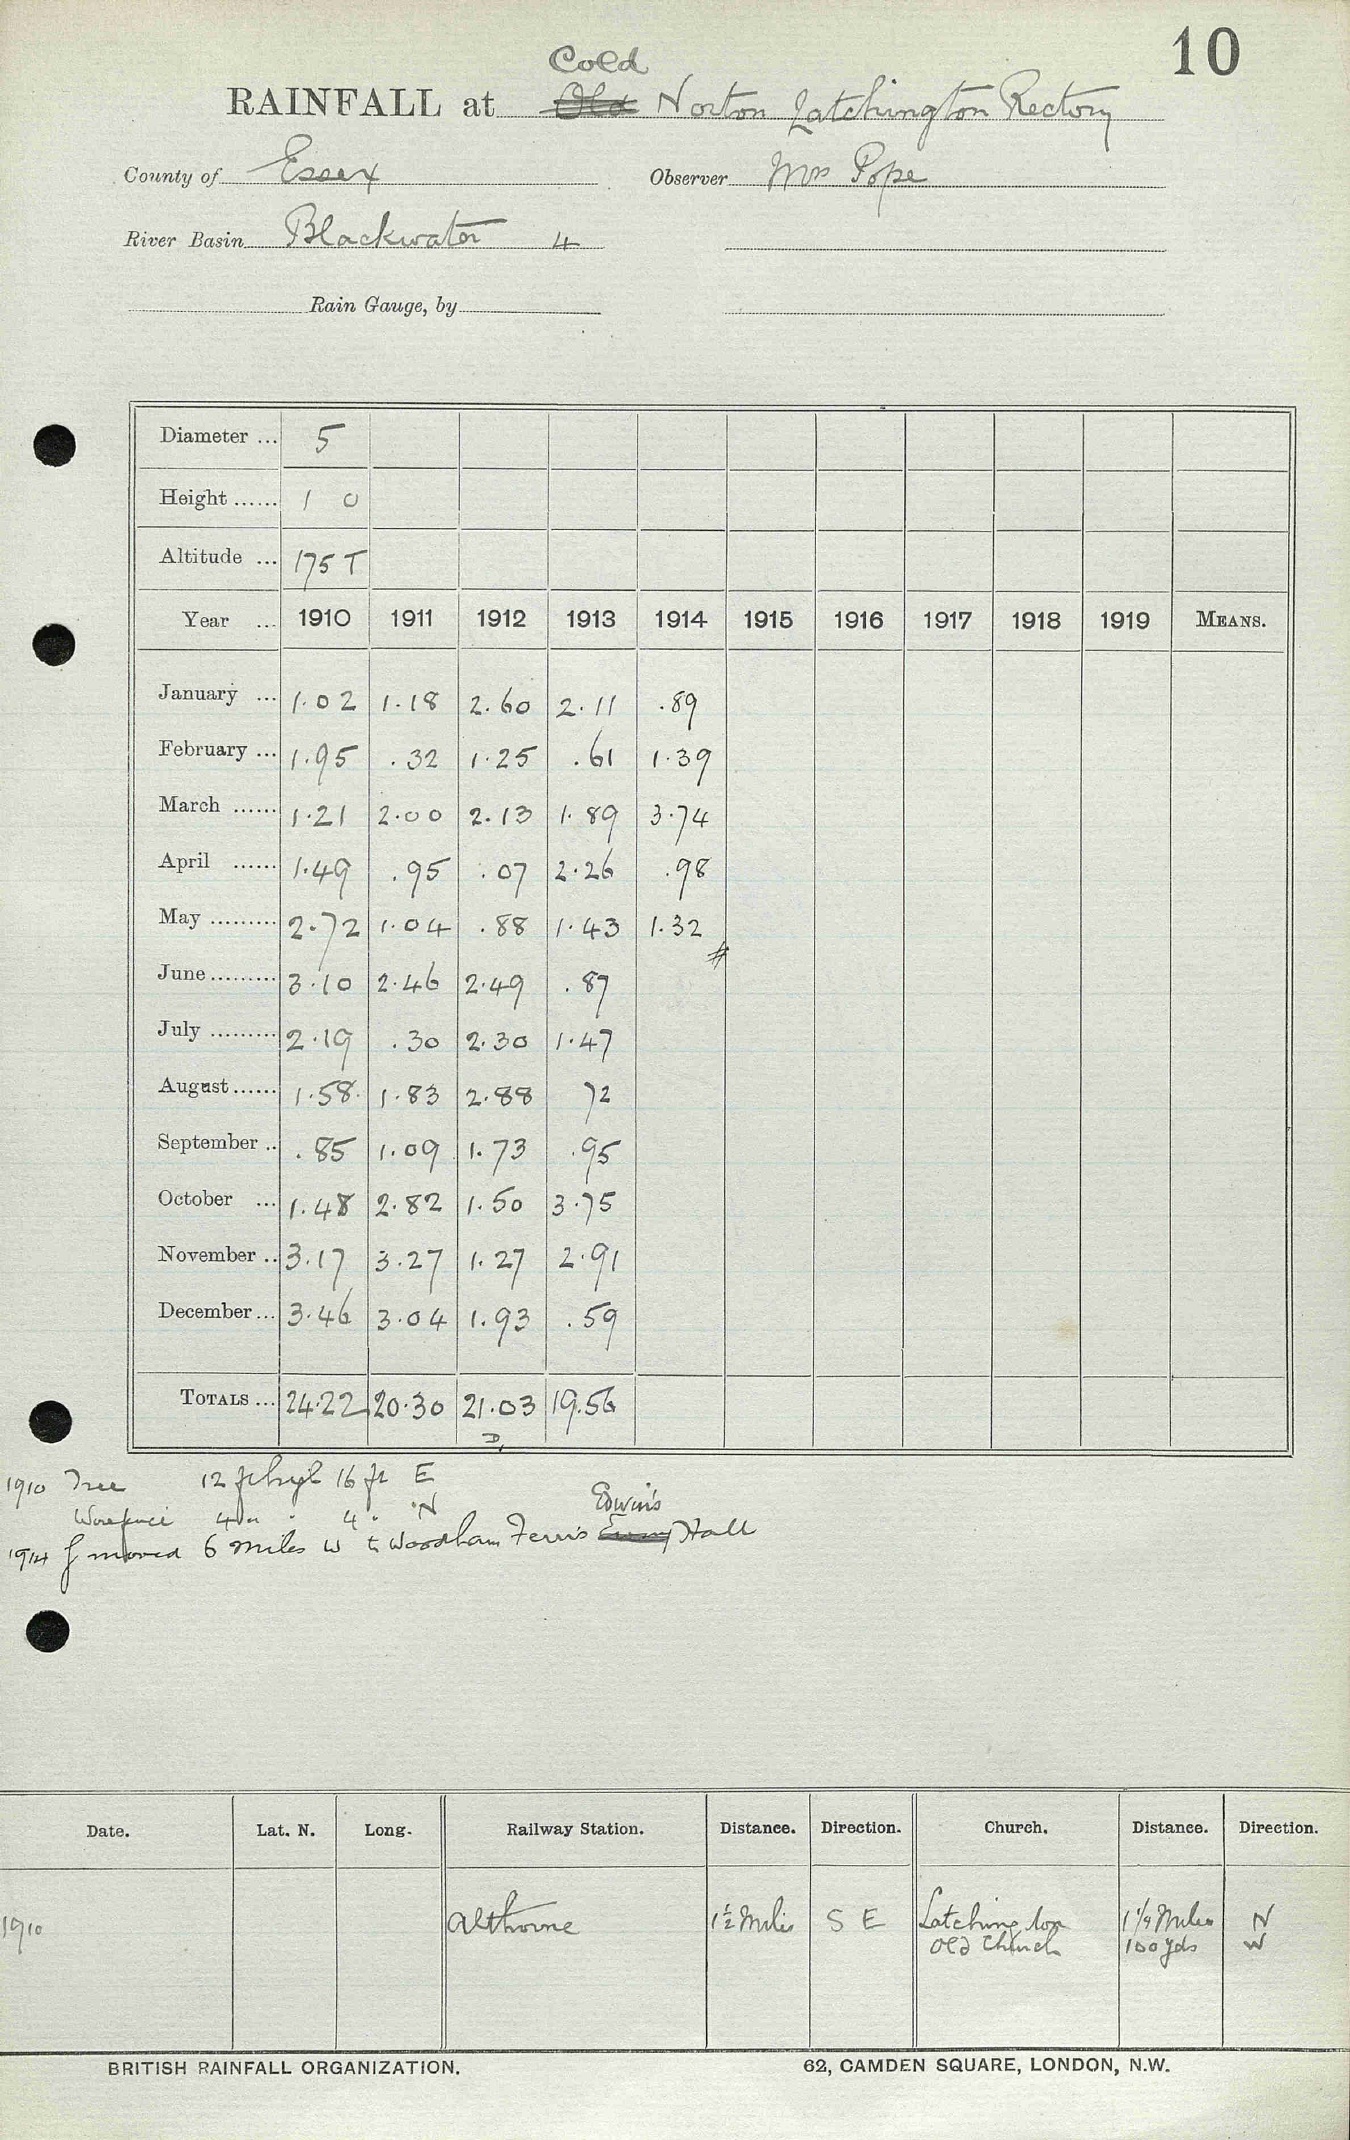 10
Cold
RAINFALL at Old Norton Latchington Rectory
County of Essex Observer Mrs Pope
River Basin Blackwater 4
Rain Gauge, by
Diameter ... 5
Height ...... 1 0
Altitude ... 175 T
Year ... 1910 1911 1912 1913 1914 1915 1916 1917 1918 1919 MEANS.
January ... 1.02 1.18 2.60 2.11 .89
February ... 1.95 .32 1.25 .61 1.39
March ...... 1.21 2.00 2.13 1.89 3.74
April ...... 1.49 .95 .07 2.26 .98
May ......... 2.72 1.04 .88 1.43 1.32
June ......... 3.10 2.46 2.49 .87
July ......... 2.19 .30 2.30 1.47
August ...... 1.58 1.83 2.88 72
September .. .85 1.09 1.73 .95
October ... 1.48 2.82 1.50 3.75
November .. 3.17 3.27 1.27 2.91
December ... 3.46 3.04 1.93 .59
TOTALS ... 24.22 20.30 21.03 19.56
D,
1910 Tree 12 ft high 16 ft E
4 " 4 " N
Edwin's
1914 g moved 6 miles W to Woodham Ferris Hall
Date. Lat. N. Long. Railway Station. Distance. Direction. Church. Distance. Direction.
1910 Althorne 1½ Miles S E Latchington 1¼ Miles N
Old Church 100 yds W
BRITISH RAINFALL ORGANIZATION. 62, CAMDEN SQUARE, LONDON, N.W.